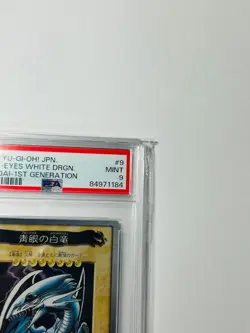 YU-GI-OH! JPN. #9
-EYES WHITE DRGN. MINT
DAI-1ST GENERATION 9
PSA 84971184
青眼の白竜